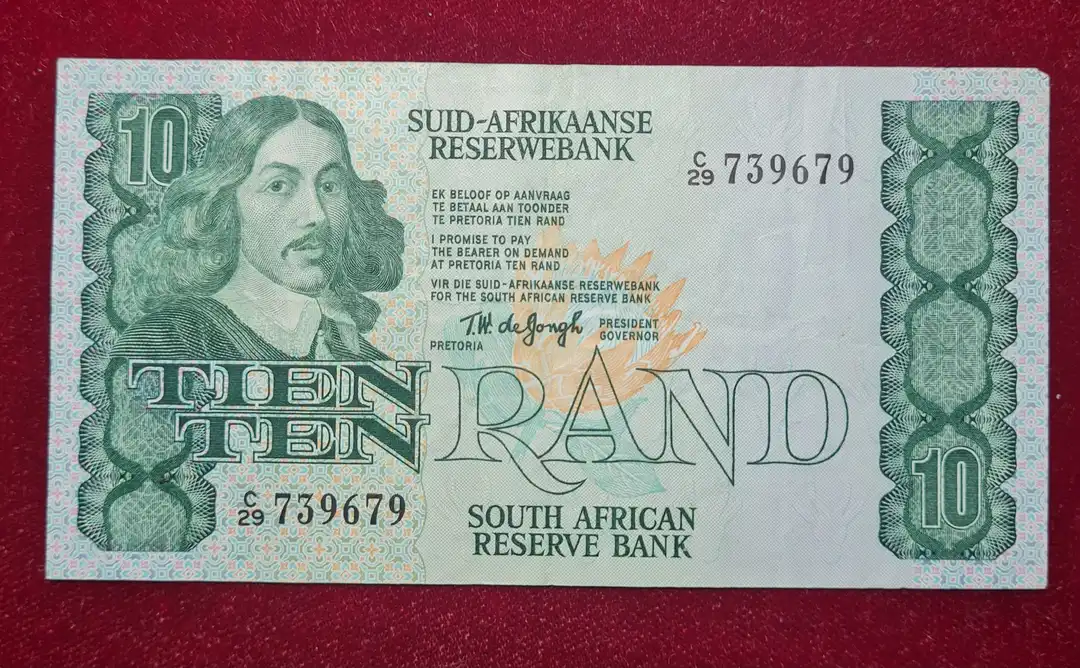 10
SUID-AFRIKAANSE
RESERWEBANK
C/29 739679
EK BELOOF OP AANVRAAG
TE BETAAL AAN TOONDER
TE PRETORIA TIEN RAND
I PROMISE TO PAY
THE BEARER ON DEMAND
AT PRETORIA TEN RAND
VIR DIE SUID-AFRIKAANSE RESERWEBANK
FOR THE SOUTH AFRICAN RESERVE BANK
T.W. de Jongh PRESIDENT
GOVERNOR
PRETORIA
TIEN
TEN RAND
10
C/29 739679
SOUTH AFRICAN
RESERVE BANK